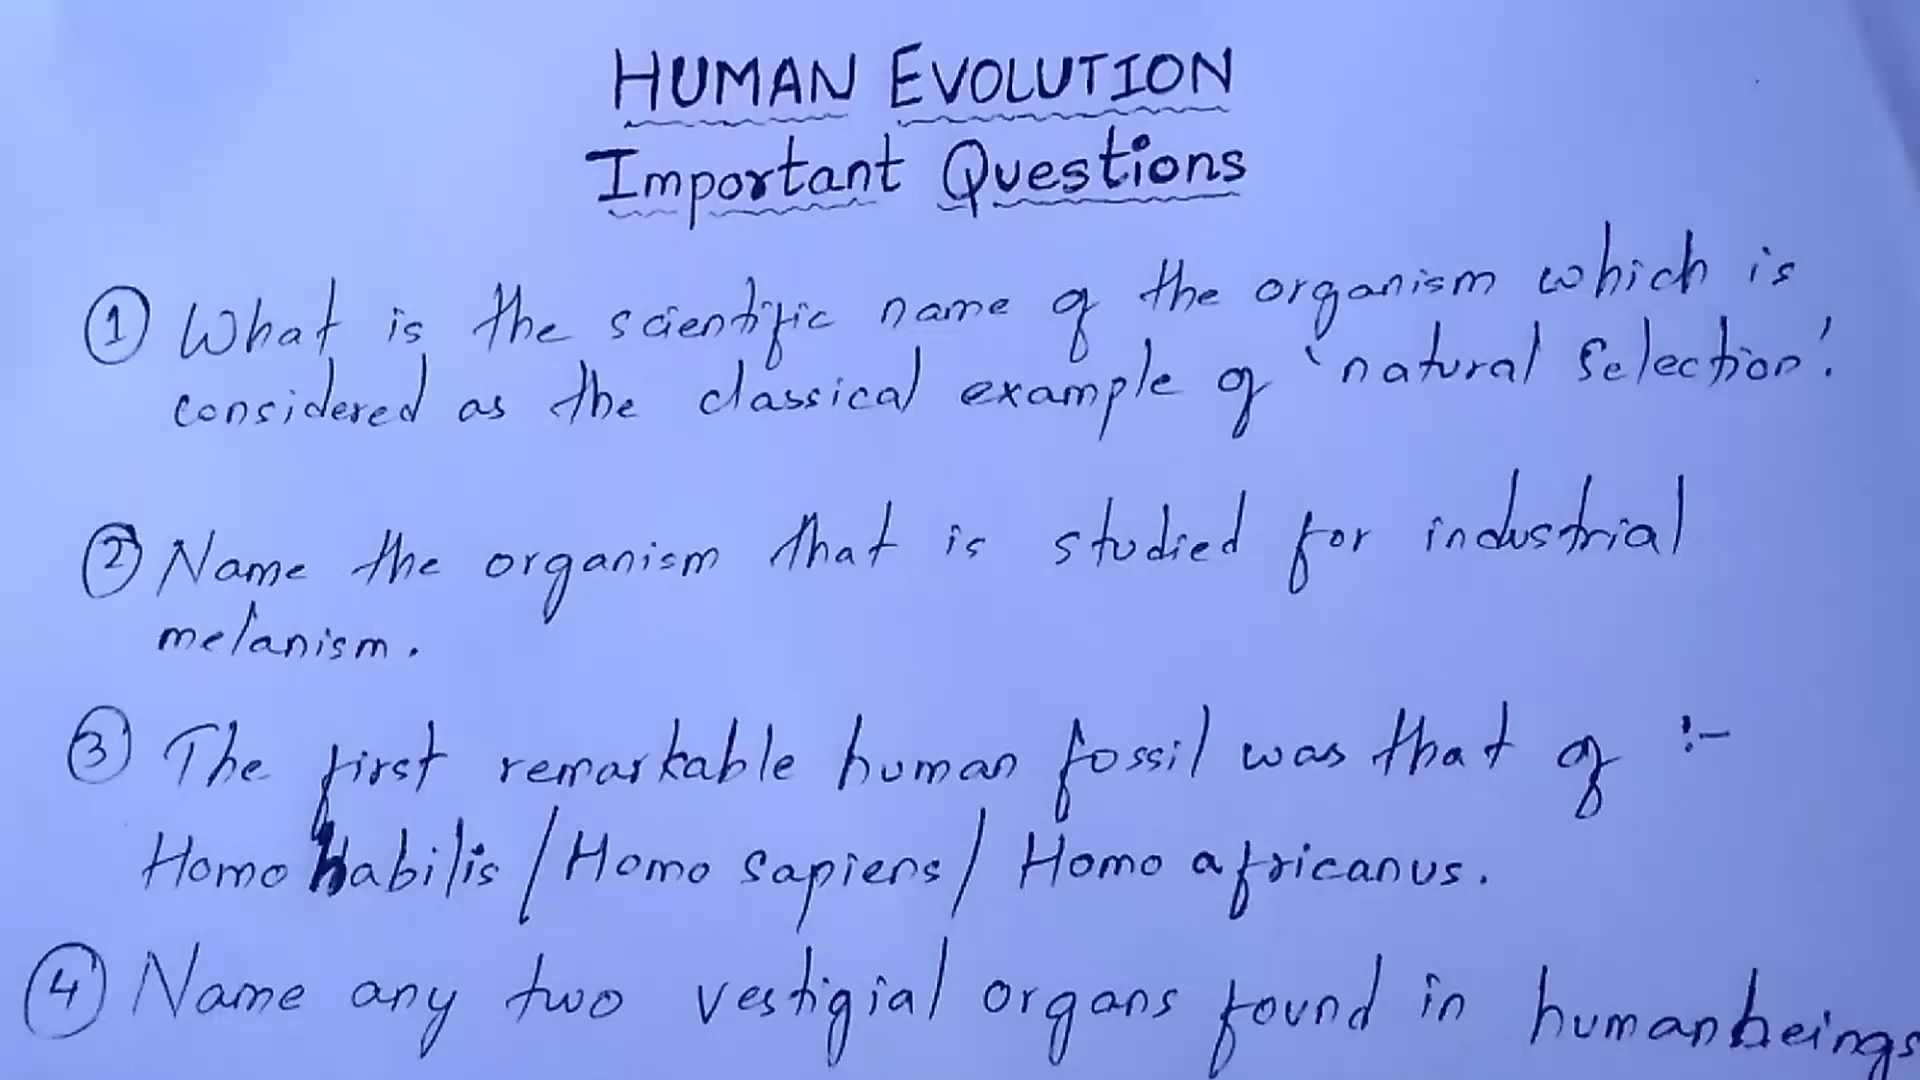 HUMAN EVOLUTION
Important Questions
① What is the scientific name of the organism which is
considered as the classical example of 'natural Selection'.
② Name the organism that is studied for industrial
melanism.
③ The first remarkable human fossil was that of :-
Homo habilis / Homo sapiens / Homo africanus.
④ Name any two vestigial organs found in humanbeings